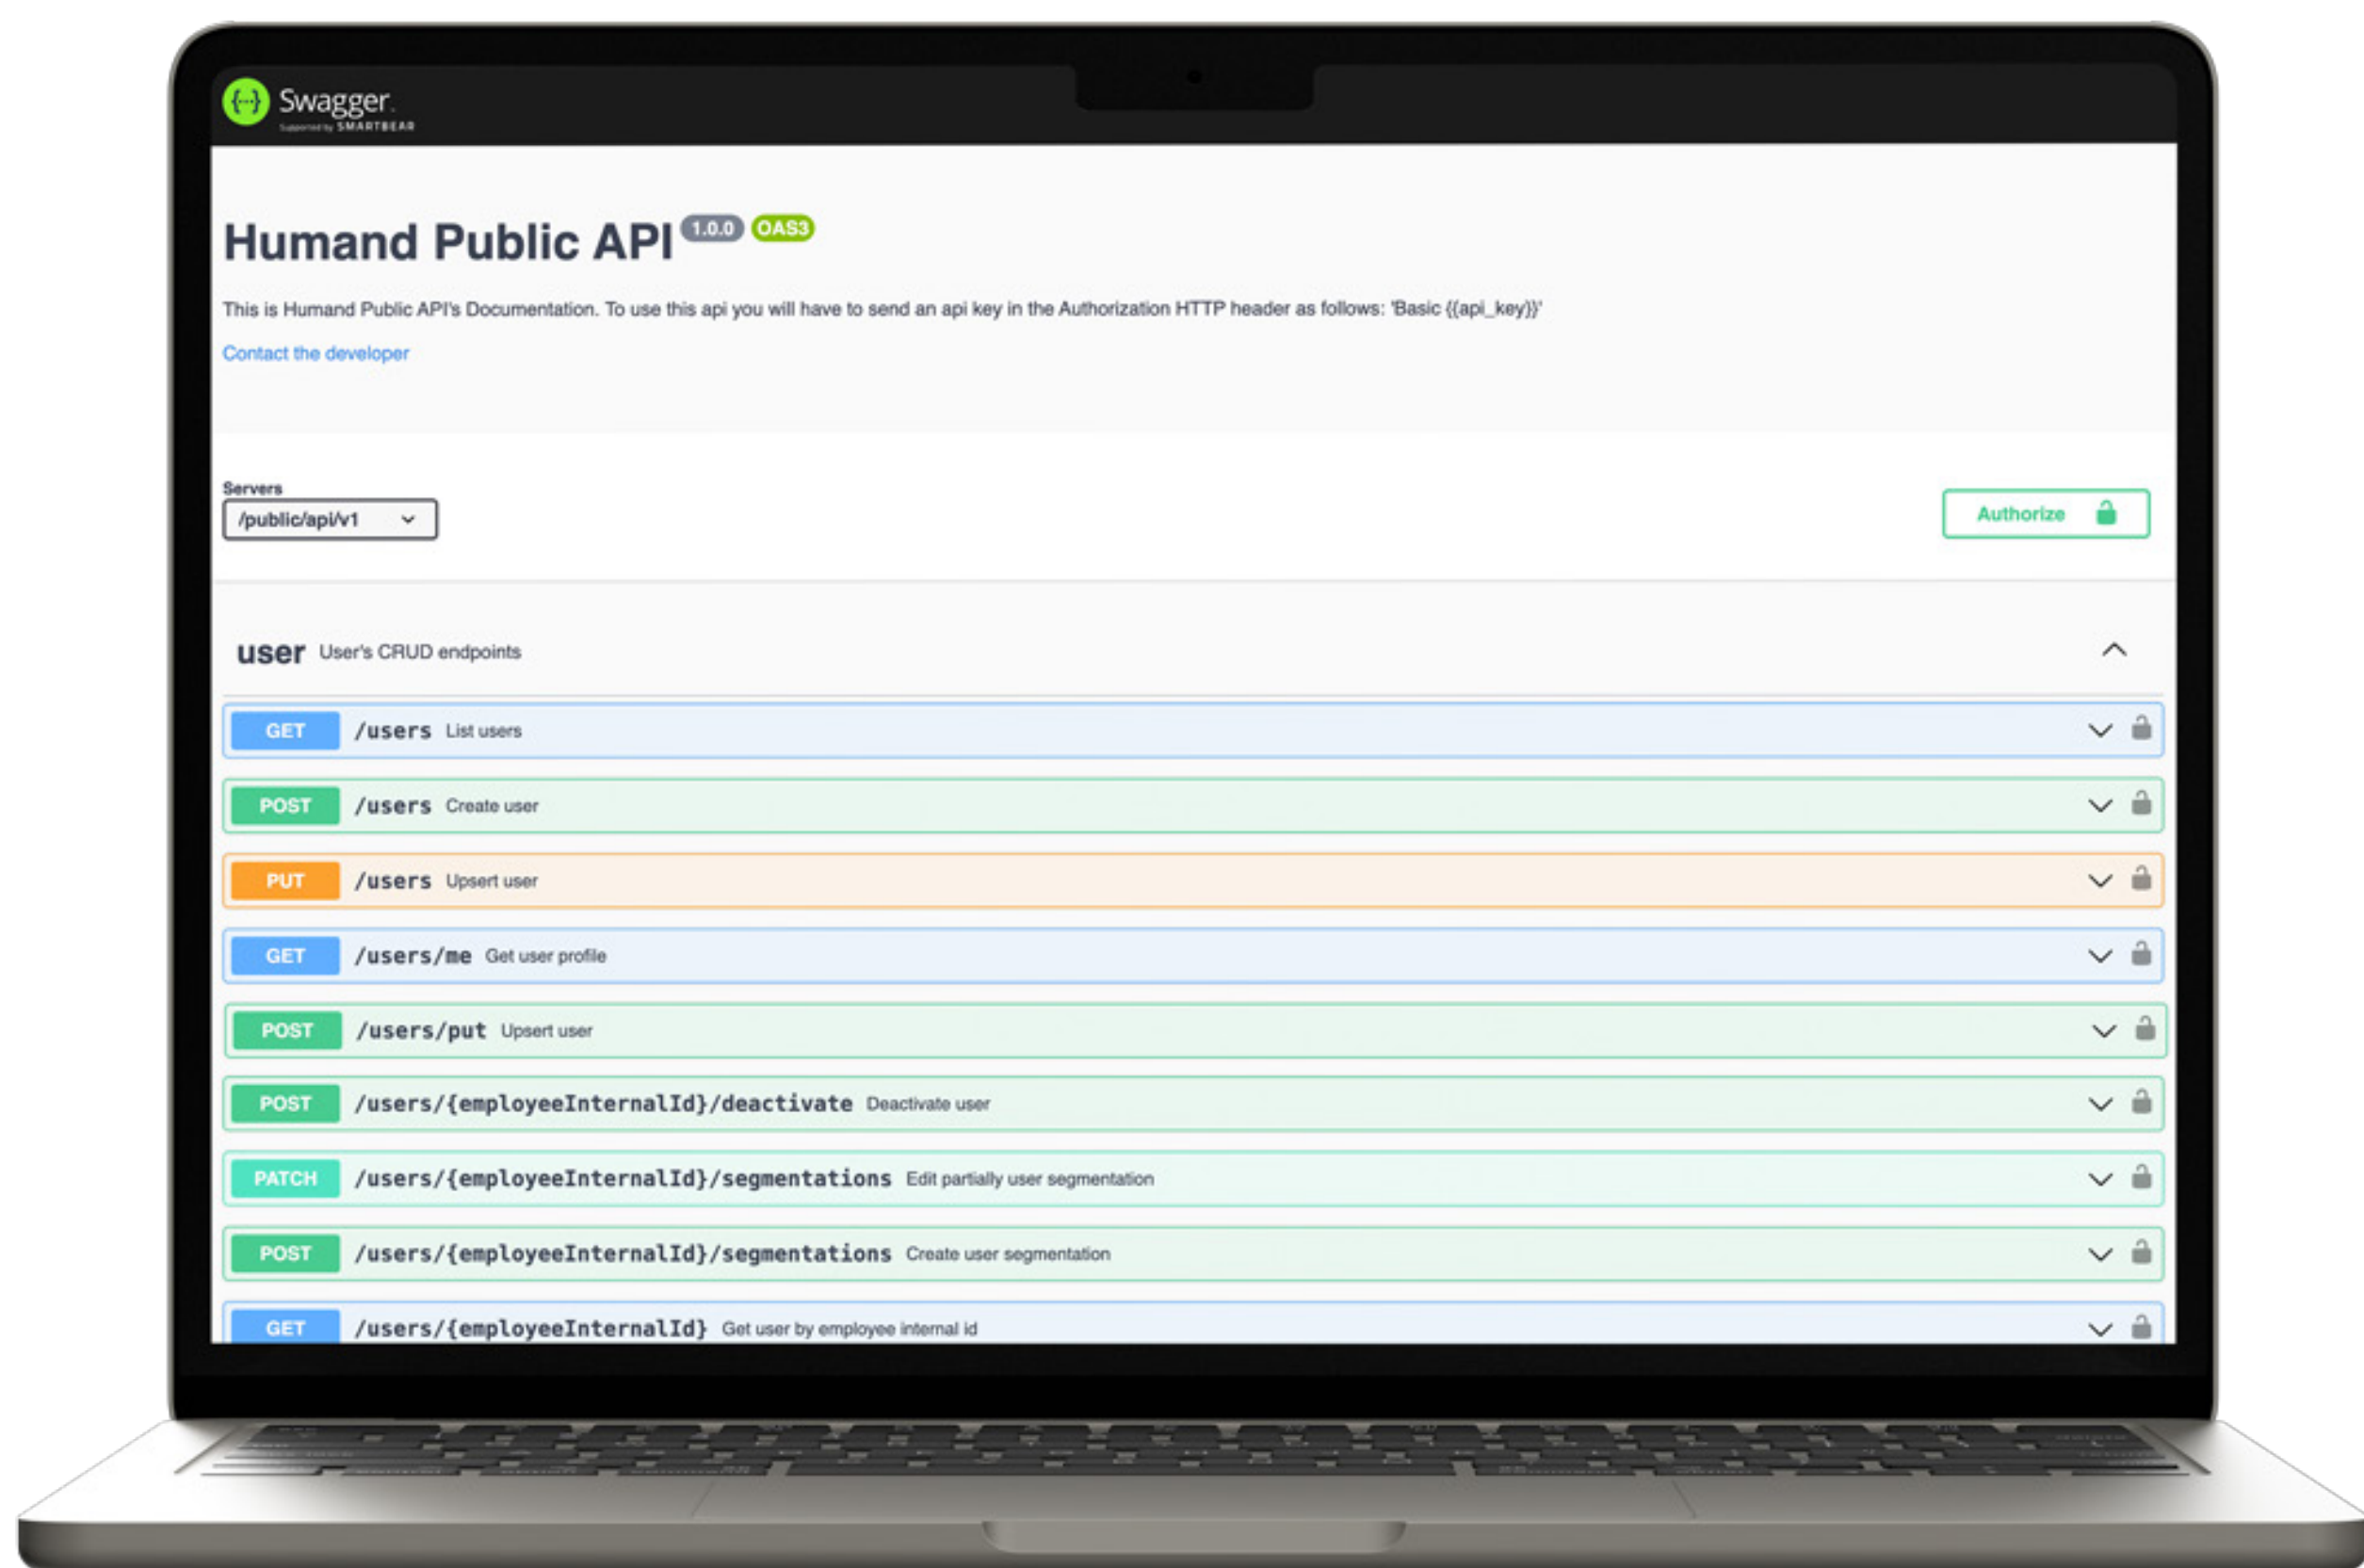 Swagger.
Supported by SMARTBEAR
Humand Public API 1.0.0 OAS3
This is Humand Public API's Documentation. To use this api you will have to send an api key in the Authorization HTTP header as follows: 'Basic {{api_key}}'
Contact the developer
Servers
/public/api/v1
Authorize
user User's CRUD endpoints
GET /users List users
POST /users Create user
PUT /users Upsert user
GET /users/me Get user profile
POST /users/put Upsert user
POST /users/{employeeInternalId}/deactivate Deactivate user
PATCH /users/{employeeInternalId}/segmentations Edit partially user segmentation
POST /users/{employeeInternalId}/segmentations Create user segmentation
GET /users/{employeeInternalId} Get user by employee internal id